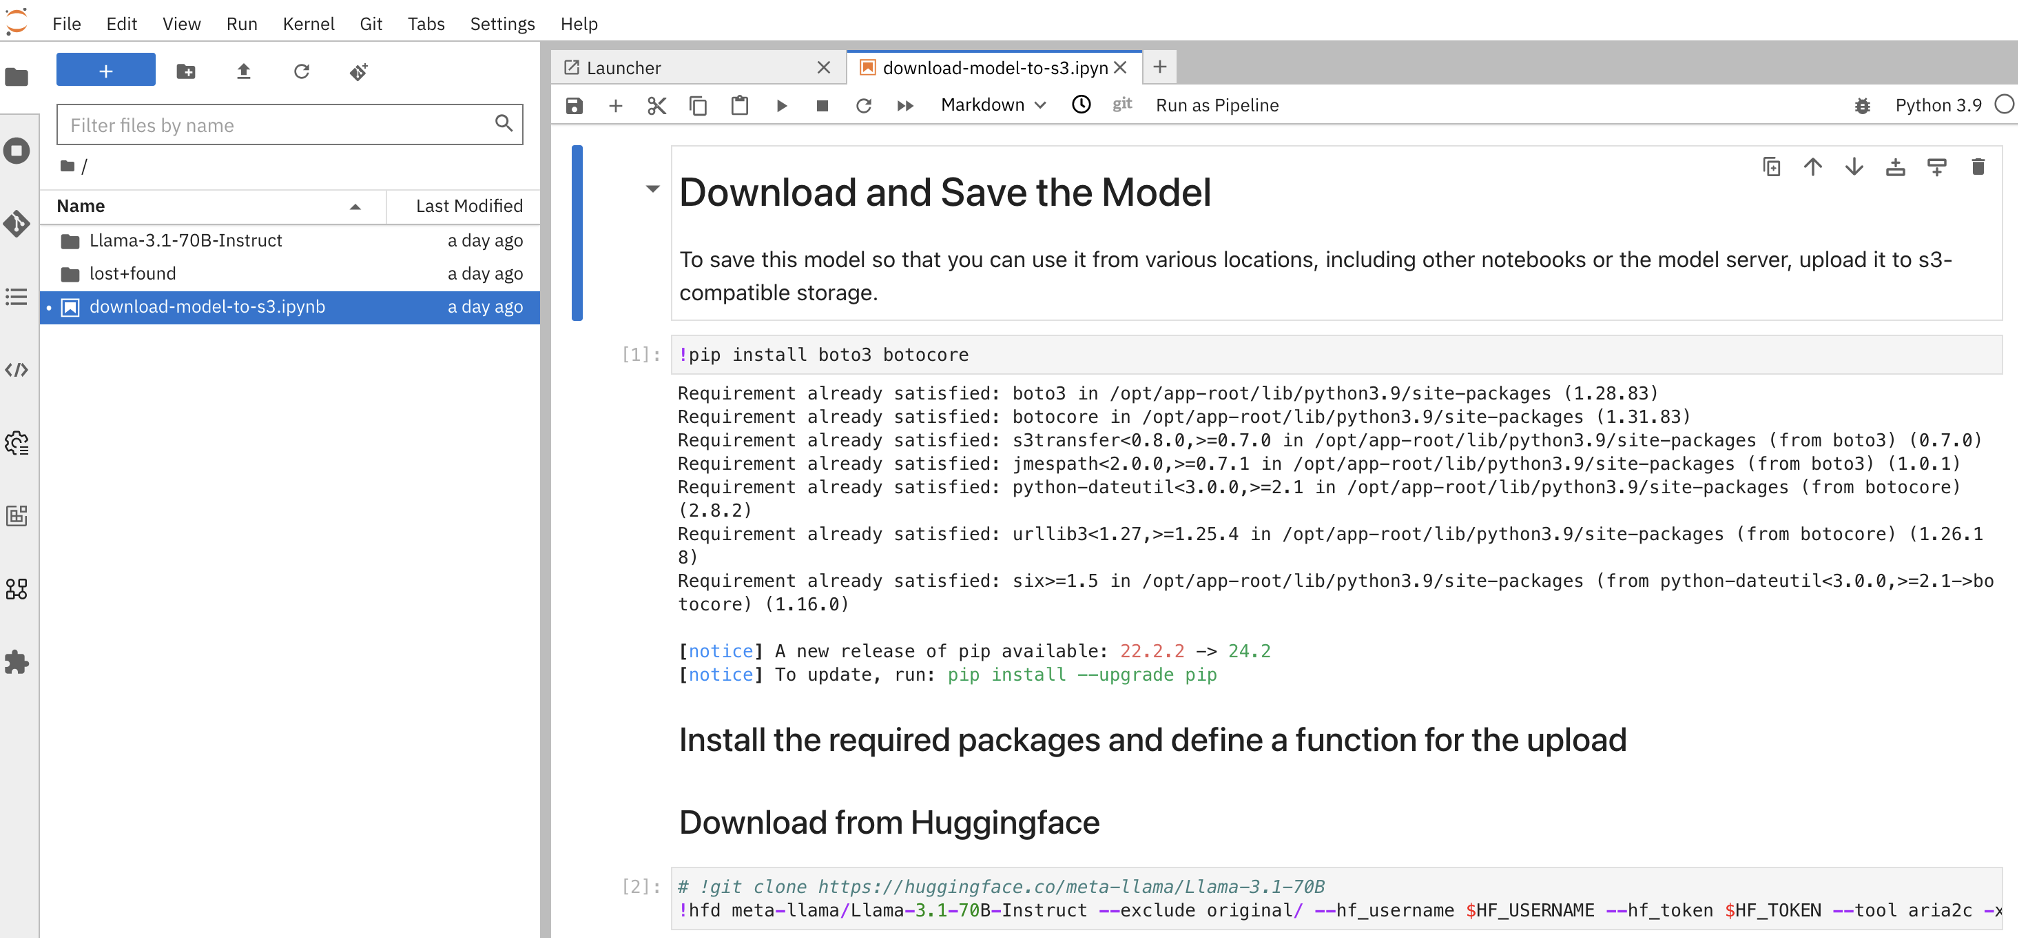 File Edit View Run Kernel Git Tabs Settings Help
+
Filter files by name
/
Name Last Modified
Llama-3.1-70B-Instruct a day ago
lost+found a day ago
download-model-to-s3.ipynb a day ago
Launcher download-model-to-s3.ipyn +
Markdown git Run as Pipeline Python 3.9
Download and Save the Model
To save this model so that you can use it from various locations, including other notebooks or the model server, upload it to s3-
compatible storage.
[1]: !pip install boto3 botocore
Requirement already satisfied: boto3 in /opt/app-root/lib/python3.9/site-packages (1.28.83)
Requirement already satisfied: botocore in /opt/app-root/lib/python3.9/site-packages (1.31.83)
Requirement already satisfied: s3transfer<0.8.0,>=0.7.0 in /opt/app-root/lib/python3.9/site-packages (from boto3) (0.7.0)
Requirement already satisfied: jmespath<2.0.0,>=0.7.1 in /opt/app-root/lib/python3.9/site-packages (from boto3) (1.0.1)
Requirement already satisfied: python-dateutil<3.0.0,>=2.1 in /opt/app-root/lib/python3.9/site-packages (from botocore)
(2.8.2)
Requirement already satisfied: urllib3<1.27,>=1.25.4 in /opt/app-root/lib/python3.9/site-packages (from botocore) (1.26.1
8)
Requirement already satisfied: six>=1.5 in /opt/app-root/lib/python3.9/site-packages (from python-dateutil<3.0.0,>=2.1->bo
tocore) (1.16.0)
[notice] A new release of pip available: 22.2.2 -> 24.2
[notice] To update, run: pip install --upgrade pip
Install the required packages and define a function for the upload
Download from Huggingface
[2]: # !git clone https://huggingface.co/meta-llama/Llama-3.1-70B
!hfd meta-llama/Llama-3.1-70B-Instruct --exclude original/ --hf_username $HF_USERNAME --hf_token $HF_TOKEN --tool aria2c -x